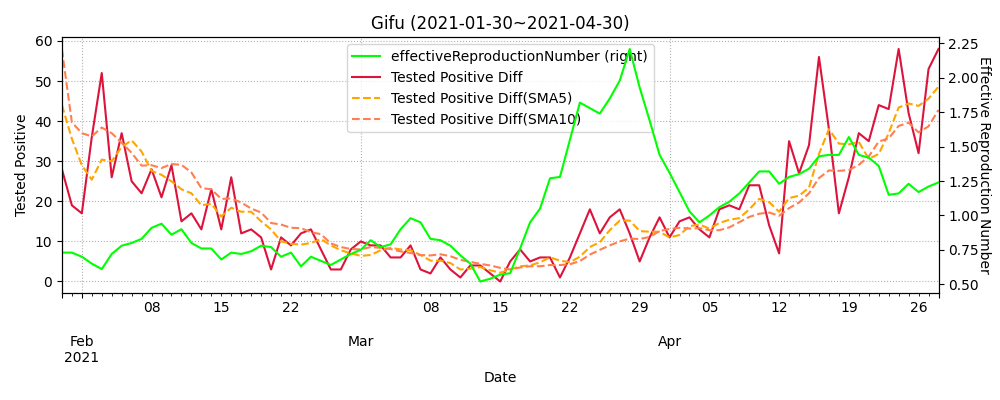 Gifu (2021-01-30~2021-04-30)
effectiveReproductionNumber (right)
Tested Positive Diff
Tested Positive Diff(SMA5)
Tested Positive Diff(SMA10)
Tested Positive
60
50
40
30
20
10
0
2.25
2.00
1.75
1.50
1.25
1.00
0.75
0.50
Effective Reproduction Number
08
15
22
08
15
22
29
05
12
19
26
Feb
2021
Mar
Apr
Date